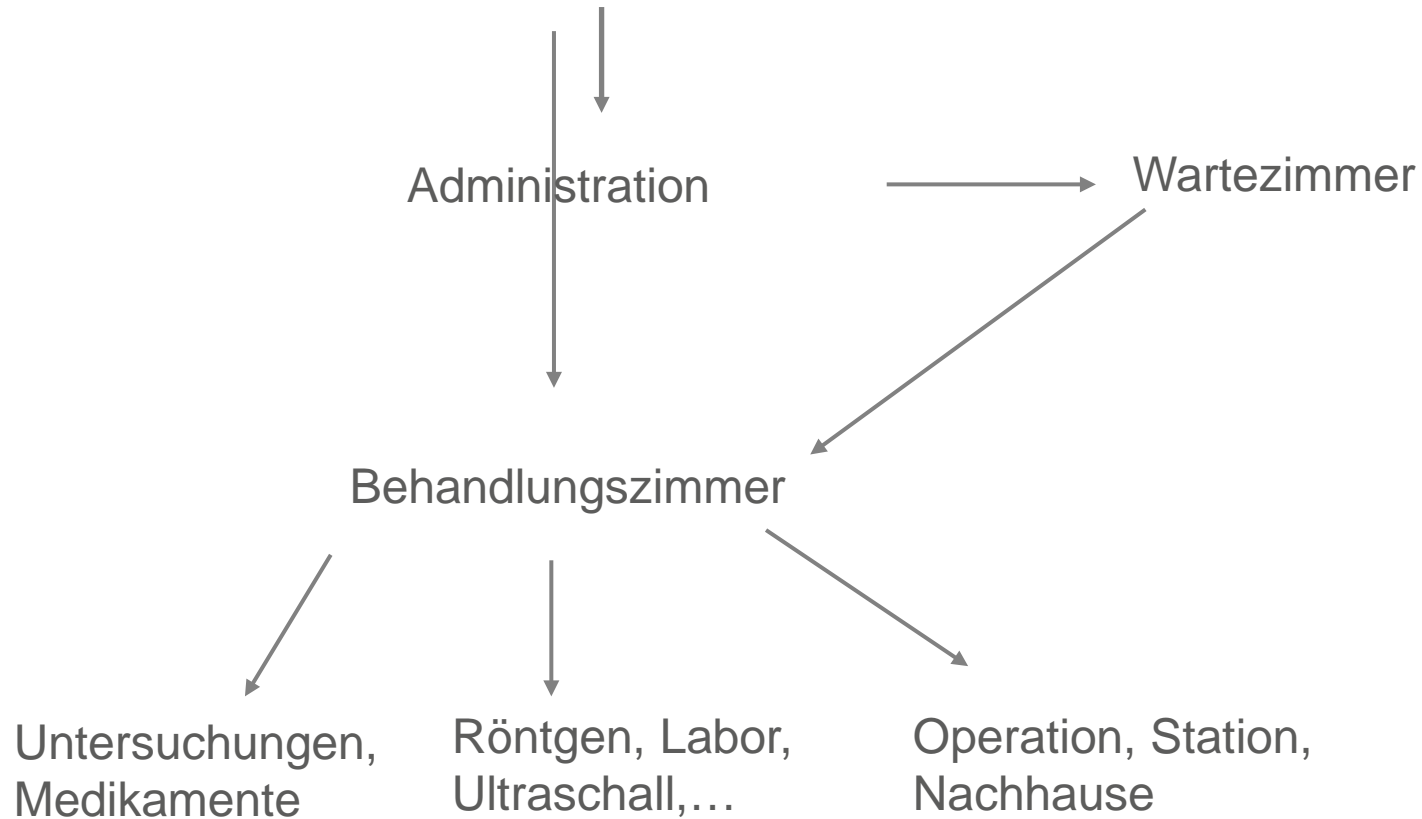 Administration
Wartezimmer
Behandlungszimmer
Untersuchungen,
Medikamente
Röntgen, Labor,
Ultraschall,…
Operation, Station,
Nachhause